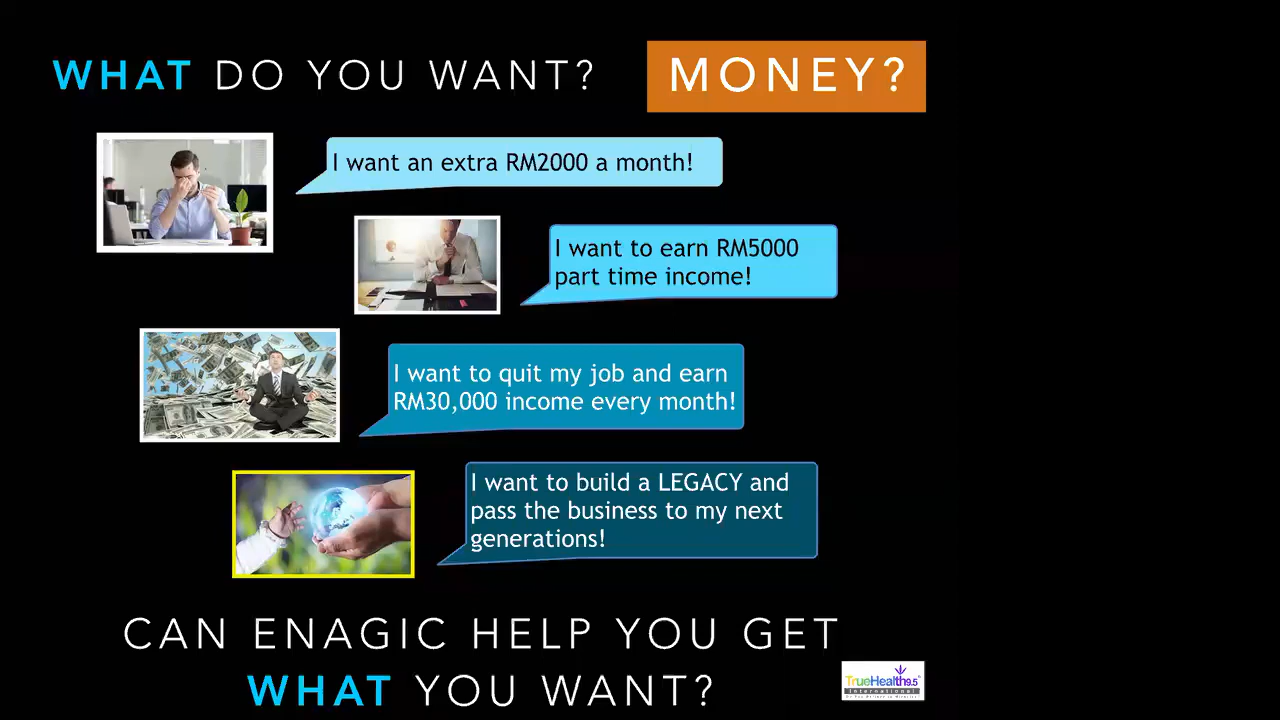 WHAT DO YOU WANT?
MONEY?
I want an extra RM2000 a month!
I want to earn RM5000
part time income!
I want to quit my job and earn
RM30,000 income every month!
I want to build a LEGACY and
pass the business to my next
generations!
CAN ENAGIC HELP YOU GET
WHAT YOU WANT?
TrueHealth9.5
International